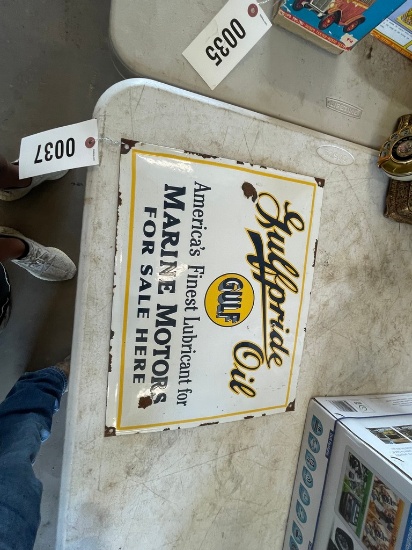 0035
0037
Gulfpride
Oil
GULF
America's Finest Lubricant for
MARINE MOTORS
FOR SALE HERE